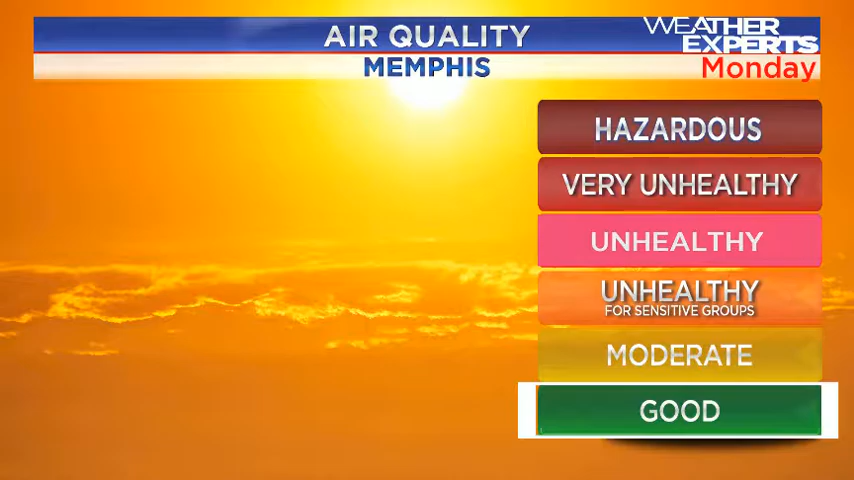 AIR QUALITY
WEATHER
EXPERTS
MEMPHIS
Monday
HAZARDOUS
VERY UNHEALTHY
UNHEALTHY
UNHEALTHY
FOR SENSITIVE GROUPS
MODERATE
GOOD